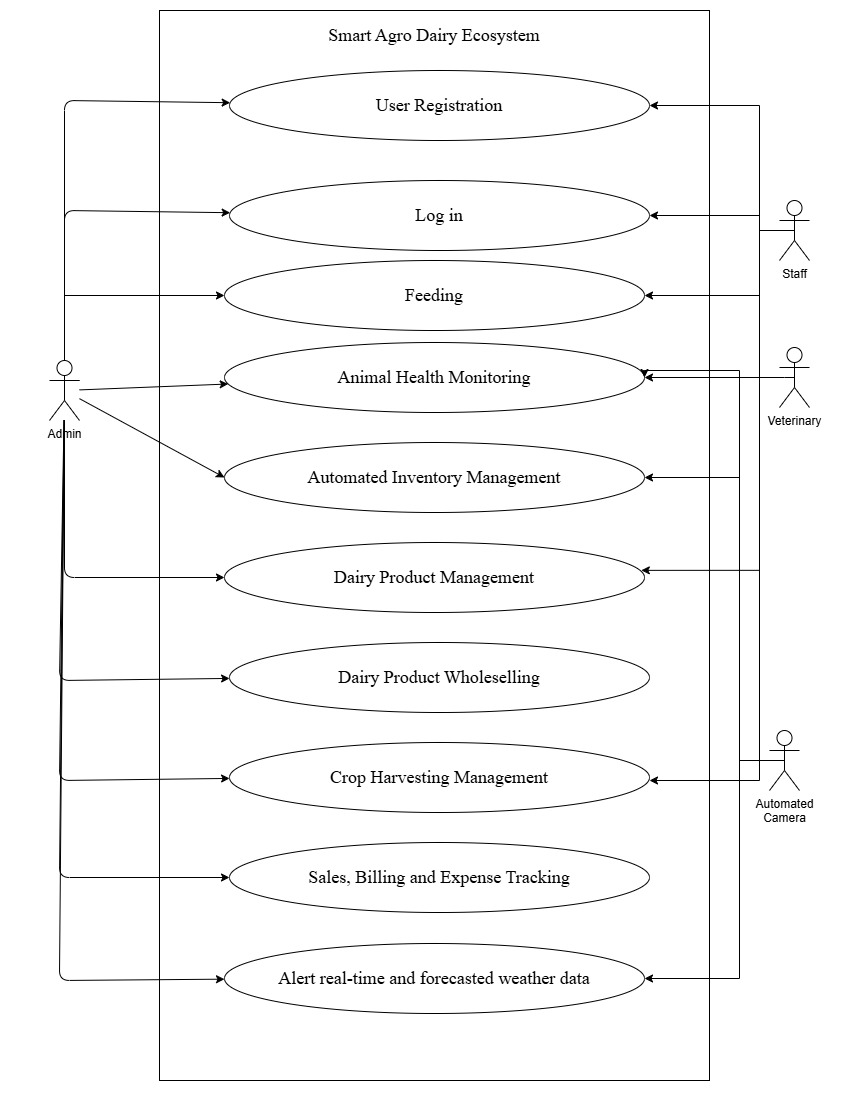 Smart Agro Dairy Ecosystem
User Registration
Log in
Staff
Feeding
Animal Health Monitoring
Veterinary
Admin
Automated Inventory Management
Dairy Product Management
Dairy Product Wholeselling
Crop Harvesting Management
Automated
Camera
Sales, Billing and Expense Tracking
Alert real-time and forecasted weather data